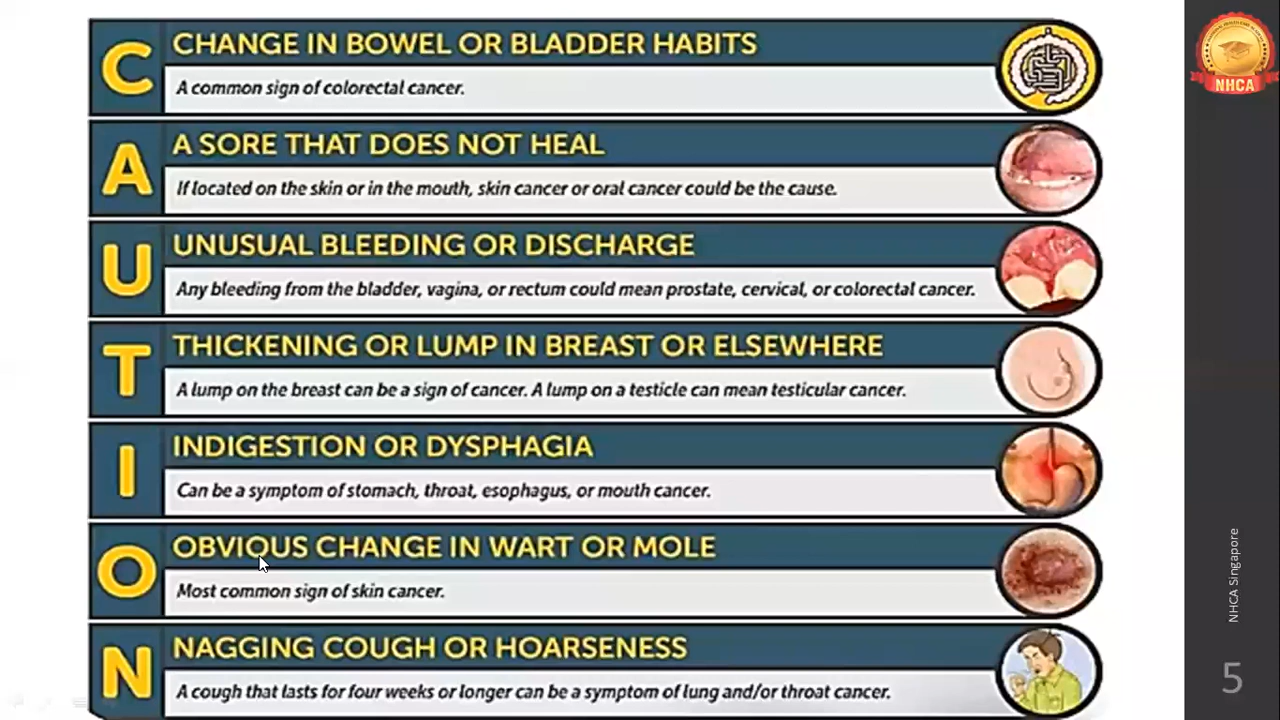 C
CHANGE IN BOWEL OR BLADDER HABITS
A common sign of colorectal cancer.
A
A SORE THAT DOES NOT HEAL
If located on the skin or in the mouth, skin cancer or oral cancer could be the cause.
U
UNUSUAL BLEEDING OR DISCHARGE
Any bleeding from the bladder, vagina, or rectum could mean prostate, cervical, or colorectal cancer.
T
THICKENING OR LUMP IN BREAST OR ELSEWHERE
A lump on the breast can be a sign of cancer. A lump on a testicle can mean testicular cancer.
I
INDIGESTION OR DYSPHAGIA
Can be a symptom of stomach, throat, esophagus, or mouth cancer.
O
OBVIOUS CHANGE IN WART OR MOLE
Most common sign of skin cancer.
N
NAGGING COUGH OR HOARSENESS
A cough that lasts for four weeks or longer can be a symptom of lung and/or throat cancer.
NHCA
NHCA Singapore
5